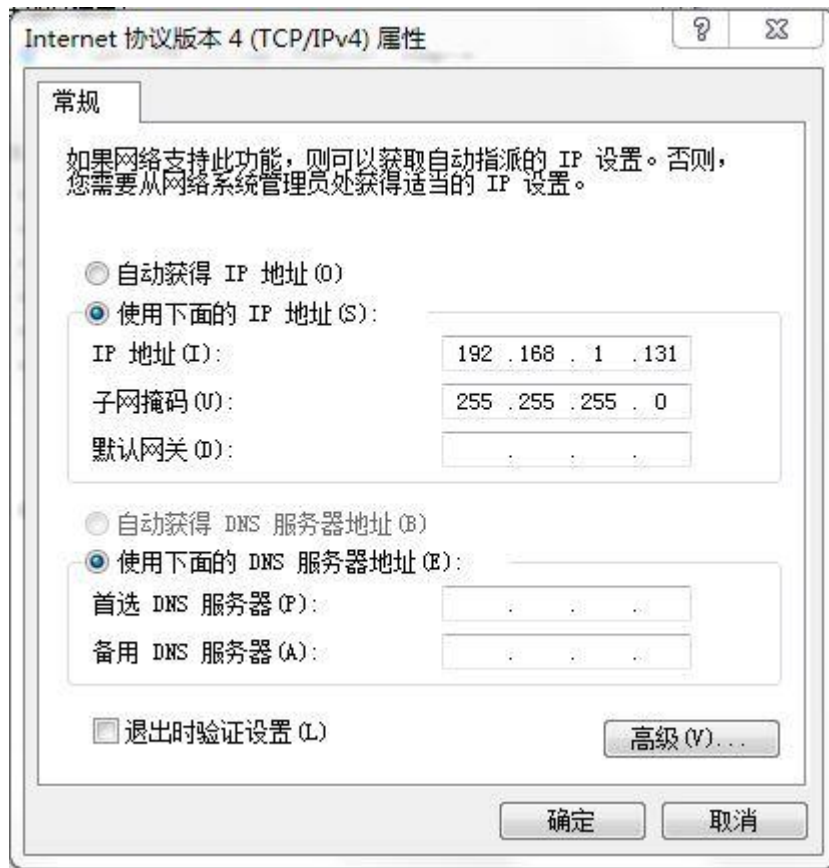 Internet 协议版本 4 (TCP/IPv4) 属性
常规
如果网络支持此功能，则可以获取自动指派的 IP 设置。否则，
您需要从网络系统管理员处获得适当的 IP 设置。
自动获得 IP 地址(O)
使用下面的 IP 地址(S):
IP 地址(I): 192 .168 . 1 .131
子网掩码(U): 255 .255 .255 . 0
默认网关(D): . . .
自动获得 DNS 服务器地址(B)
使用下面的 DNS 服务器地址(E):
首选 DNS 服务器(P): . . .
备用 DNS 服务器(A): . . .
退出时验证设置(L)
高级(V)...
确定 取消